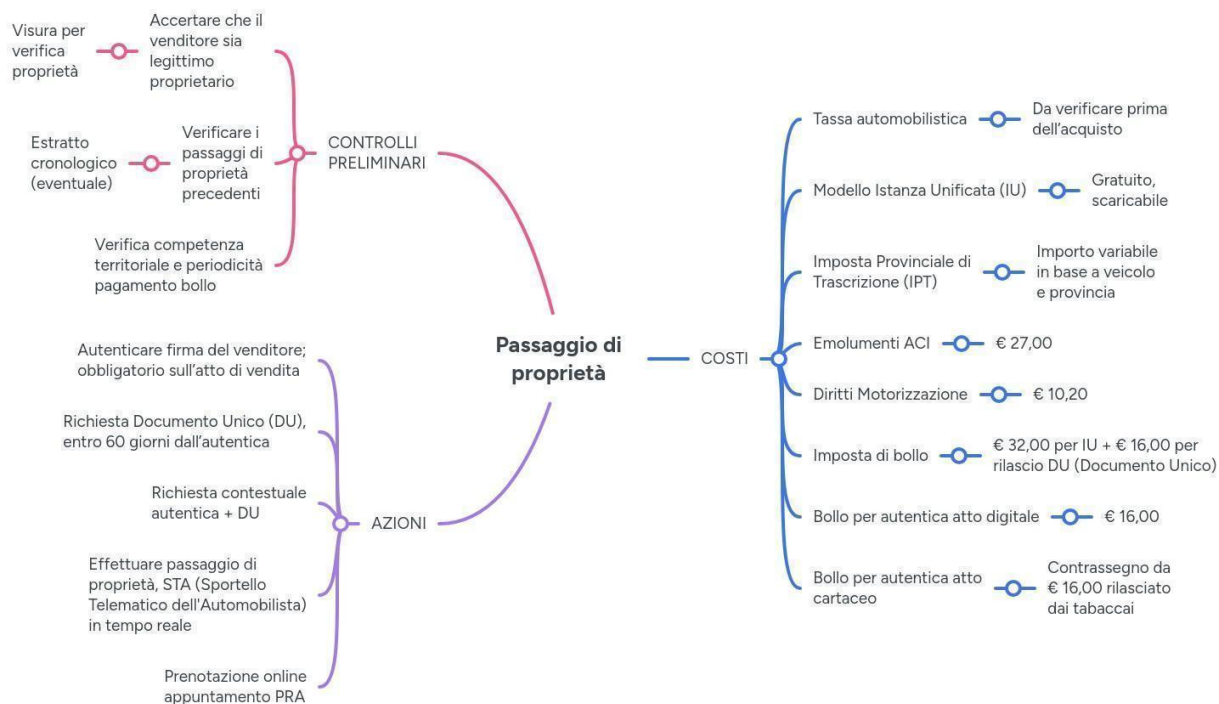 Passaggio di
proprietà
CONTROLLI
PRELIMINARI
Accertare che il
venditore sia
legittimo
proprietario
Visura per
verifica
proprietà
Verificare i
passaggi di
proprietà
precedenti
Estratto
cronologico
(eventuale)
Verifica competenza
territoriale e periodicità
pagamento bollo
AZIONI
Autenticare firma del venditore;
obbligatorio sull’atto di vendita
Richiesta Documento Unico (DU),
entro 60 giorni dall’autentica
Richiesta contestuale
autentica + DU
Effettuare passaggio di
proprietà, STA (Sportello
Telematico dell'Automobilista)
in tempo reale
Prenotazione online
appuntamento PRA
COSTI
Tassa automobilistica
Da verificare prima
dell’acquisto
Modello Istanza Unificata (IU)
Gratuito,
scaricabile
Imposta Provinciale di
Trascrizione (IPT)
Importo variabile
in base a veicolo
e provincia
Emolumenti ACI
€ 27,00
Diritti Motorizzazione
€ 10,20
Imposta di bollo
€ 32,00 per IU + € 16,00 per
rilascio DU (Documento Unico)
Bollo per autentica atto digitale
€ 16,00
Bollo per autentica atto
cartaceo
Contrassegno da
€ 16,00 rilasciato
dai tabaccai